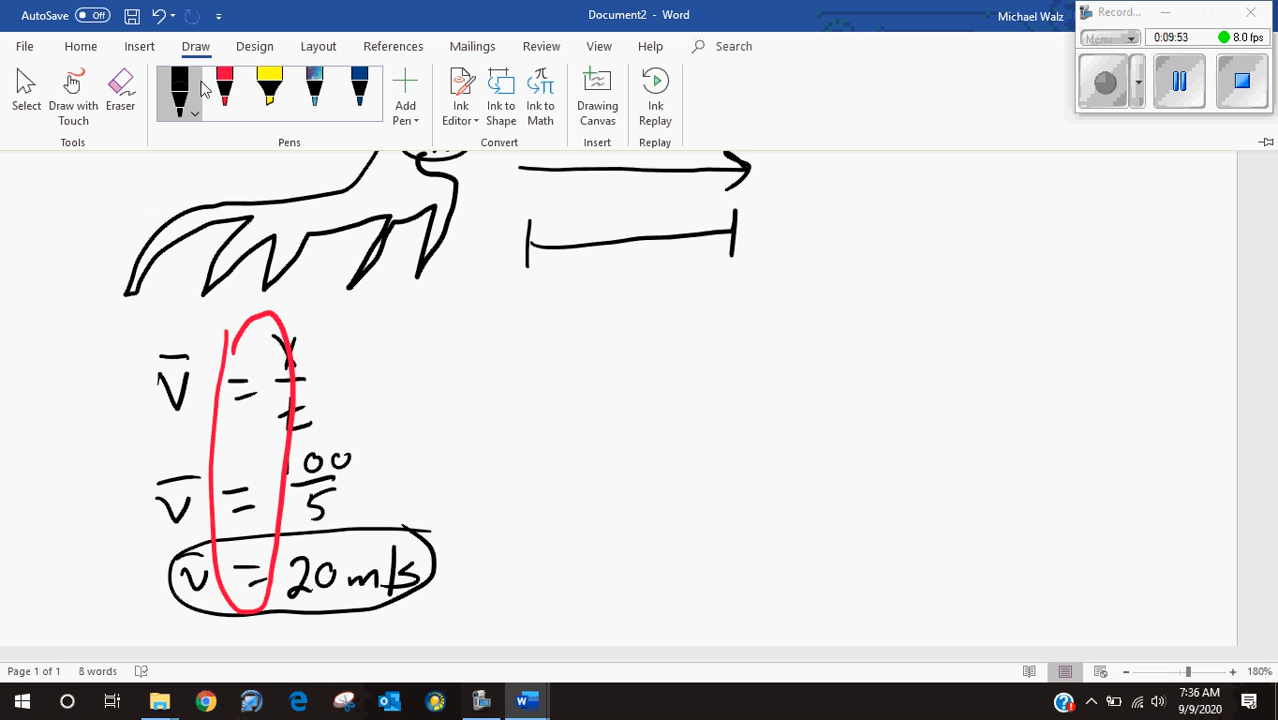 AutoSave Off Document2 - Word Michael Walz
Record...
File Home Insert Draw Design Layout References Mailings Review View Help Search
Menu 0:09:53 8.0 fps
Select Draw with Touch Eraser Add Pen Ink Editor Ink to Shape Ink to Math Drawing Canvas Ink Replay
Tools Pens Convert Insert Replay
v̅ = x/t
v̅ = 100/5
v̅ = 20 m/s
Page 1 of 1 8 words 180%
7:36 AM
9/9/2020